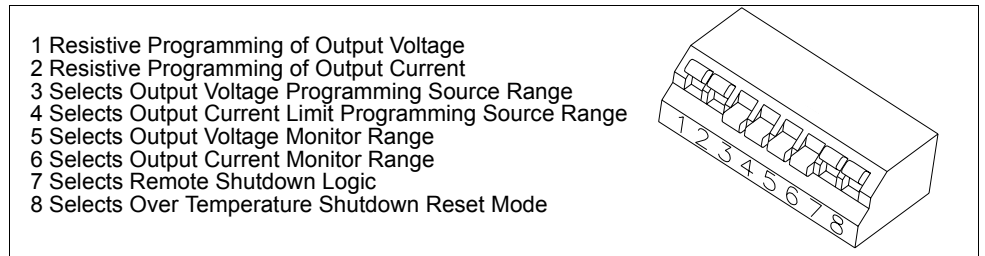 1 Resistive Programming of Output Voltage
2 Resistive Programming of Output Current
3 Selects Output Voltage Programming Source Range
4 Selects Output Current Limit Programming Source Range
5 Selects Output Voltage Monitor Range
6 Selects Output Current Monitor Range
7 Selects Remote Shutdown Logic
8 Selects Over Temperature Shutdown Reset Mode
1 2 3 4 5 6 7 8